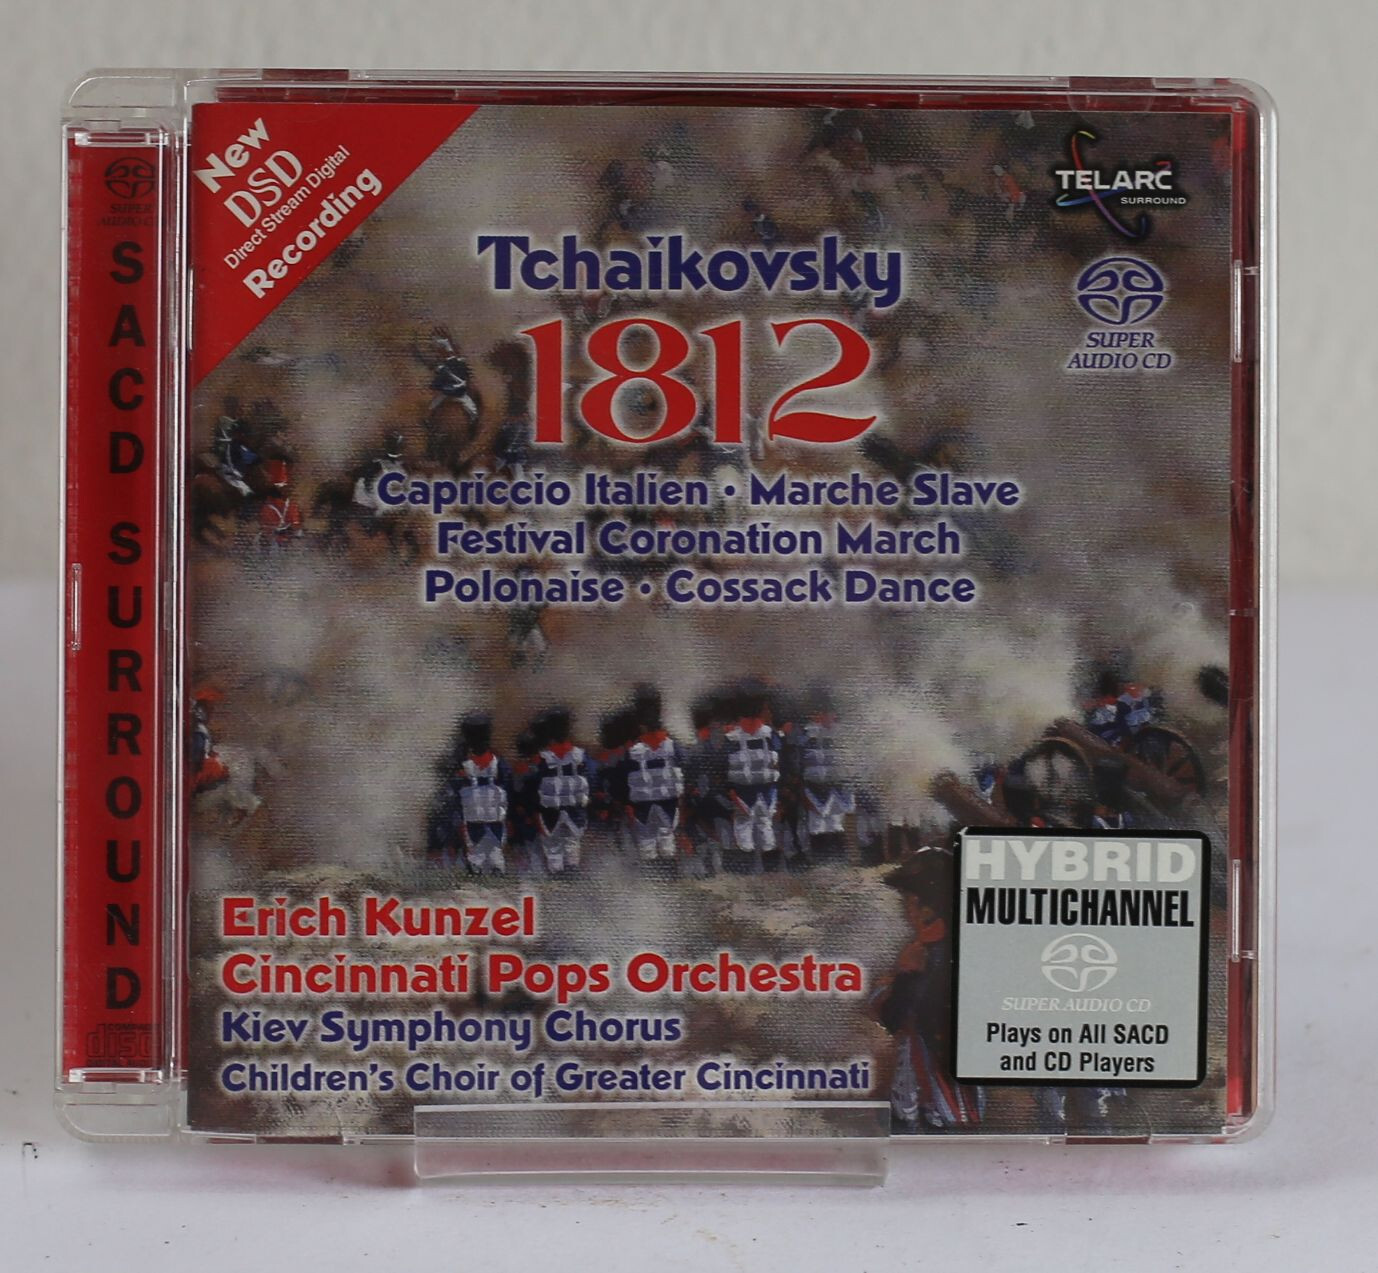 SUPER
AUDIO CD
SACD SURROUND
COMPACT
disc
New
DSD
Direct Stream Digital
Recording
TELARC
SURROUND
SUPER
AUDIO CD
Tchaikovsky
1812
Capriccio Italien • Marche Slave
Festival Coronation March
Polonaise • Cossack Dance
Erich Kunzel
Cincinnati Pops Orchestra
Kiev Symphony Chorus
Children's Choir of Greater Cincinnati
HYBRID
MULTICHANNEL
SUPER AUDIO CD
Plays on All SACD
and CD Players